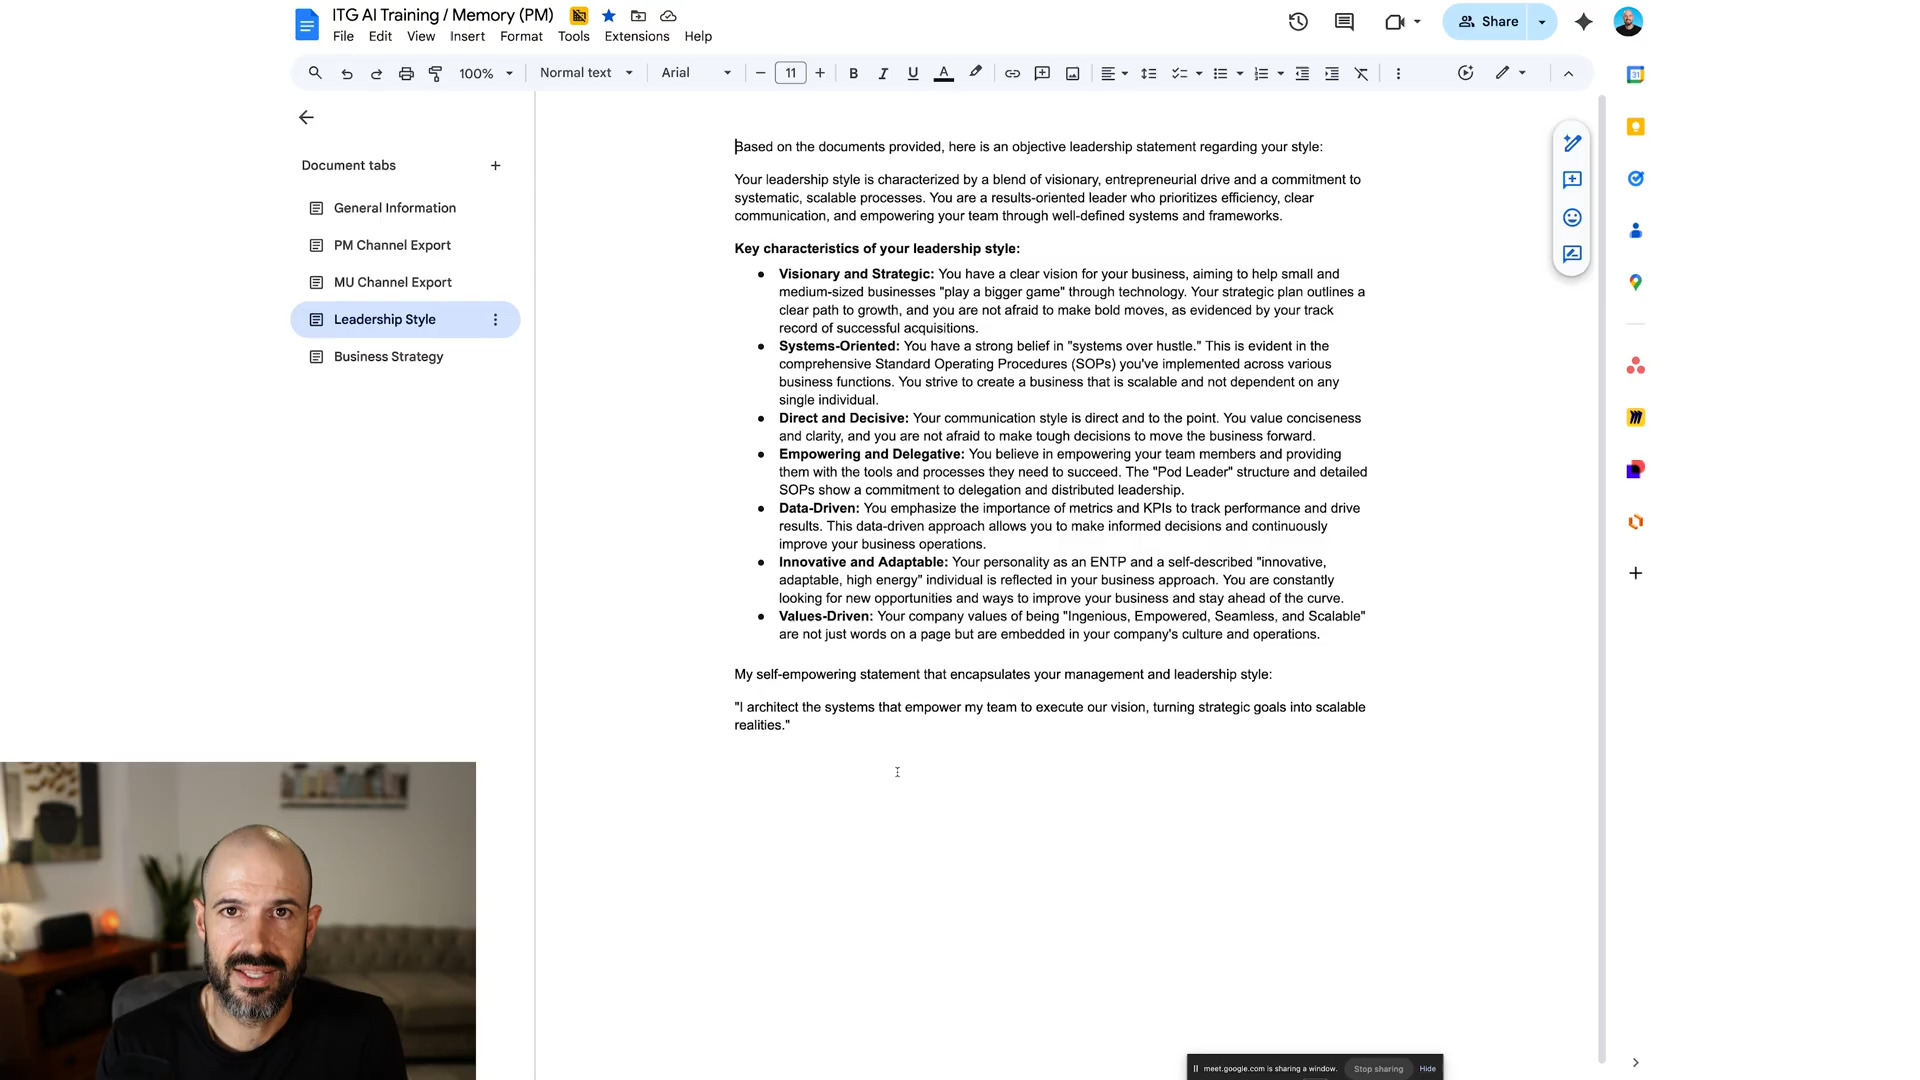 ITG AI Training / Memory (PM)
File Edit View Insert Format Tools Extensions Help
Share
100% Normal text Arial 11 B I U A
31
Document tabs
General Information
PM Channel Export
MU Channel Export
Leadership Style
Business Strategy
Based on the documents provided, here is an objective leadership statement regarding your style:
Your leadership style is characterized by a blend of visionary, entrepreneurial drive and a commitment to
systematic, scalable processes. You are a results-oriented leader who prioritizes efficiency, clear
communication, and empowering your team through well-defined systems and frameworks.
Key characteristics of your leadership style:
● Visionary and Strategic: You have a clear vision for your business, aiming to help small and
medium-sized businesses "play a bigger game" through technology. Your strategic plan outlines a
clear path to growth, and you are not afraid to make bold moves, as evidenced by your track
record of successful acquisitions.
● Systems-Oriented: You have a strong belief in "systems over hustle." This is evident in the
comprehensive Standard Operating Procedures (SOPs) you've implemented across various
business functions. You strive to create a business that is scalable and not dependent on any
single individual.
● Direct and Decisive: Your communication style is direct and to the point. You value conciseness
and clarity, and you are not afraid to make tough decisions to move the business forward.
● Empowering and Delegative: You believe in empowering your team members and providing
them with the tools and processes they need to succeed. The "Pod Leader" structure and detailed
SOPs show a commitment to delegation and distributed leadership.
● Data-Driven: You emphasize the importance of metrics and KPIs to track performance and drive
results. This data-driven approach allows you to make informed decisions and continuously
improve your business operations.
● Innovative and Adaptable: Your personality as an ENTP and a self-described "innovative,
adaptable, high energy" individual is reflected in your business approach. You are constantly
looking for new opportunities and ways to improve your business and stay ahead of the curve.
● Values-Driven: Your company values of being "Ingenious, Empowered, Seamless, and Scalable"
are not just words on a page but are embedded in your company's culture and operations.
My self-empowering statement that encapsulates your management and leadership style:
"I architect the systems that empower my team to execute our vision, turning strategic goals into scalable
realities."
meet.google.com is sharing a window. Stop sharing Hide